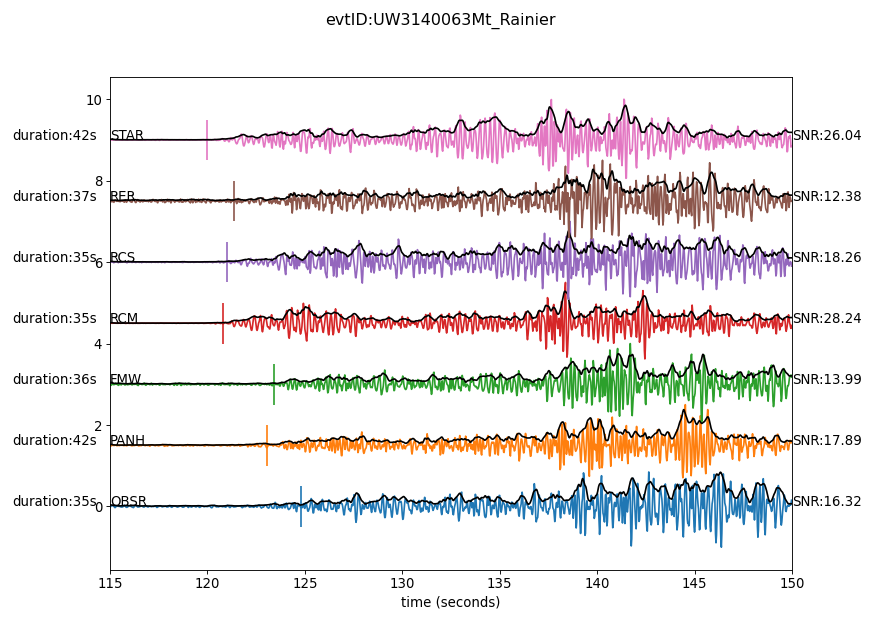 evtID:UW3140063Mt_Rainier
10
duration:42s STAR SNR:26.04
8
duration:37s RER SNR:12.38
duration:35s RCS SNR:18.26
6
duration:35s RCM SNR:28.24
4
duration:36s FMW SNR:13.99
2
duration:42s PANH SNR:17.89
duration:35s OBSR SNR:16.32
0
115 120 125 130 135 140 145 150
time (seconds)